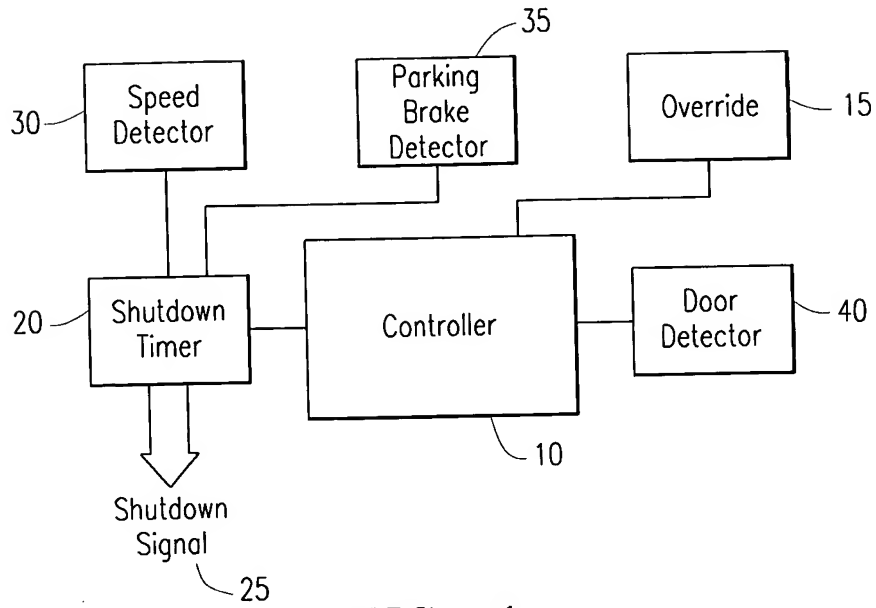 35
Parking
Brake
Detector
30
Speed
Detector
Override
15
20
Shutdown
Timer
Controller
Door
Detector
40
10
Shutdown
Signal
25